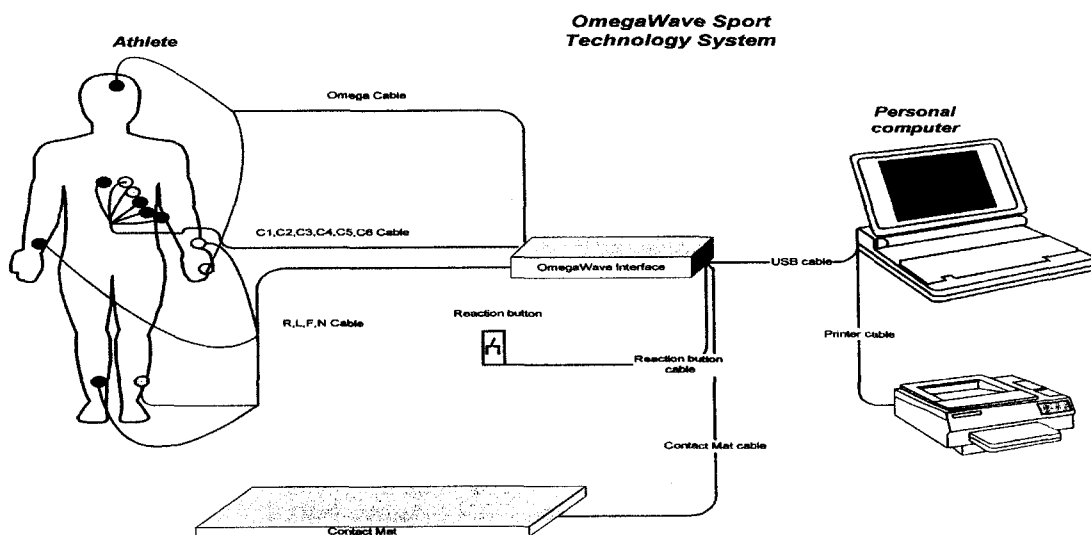 OmegaWave Sport
Technology System
Athlete
Omega Cable
Personal
computer
C1,C2,C3,C4,C5,C6 Cable
OmegaWave Interface
USB cable
R,L,F,N Cable
Reaction button
Printer cable
Reaction button
cable
Contact Mat cable
Contact Mat